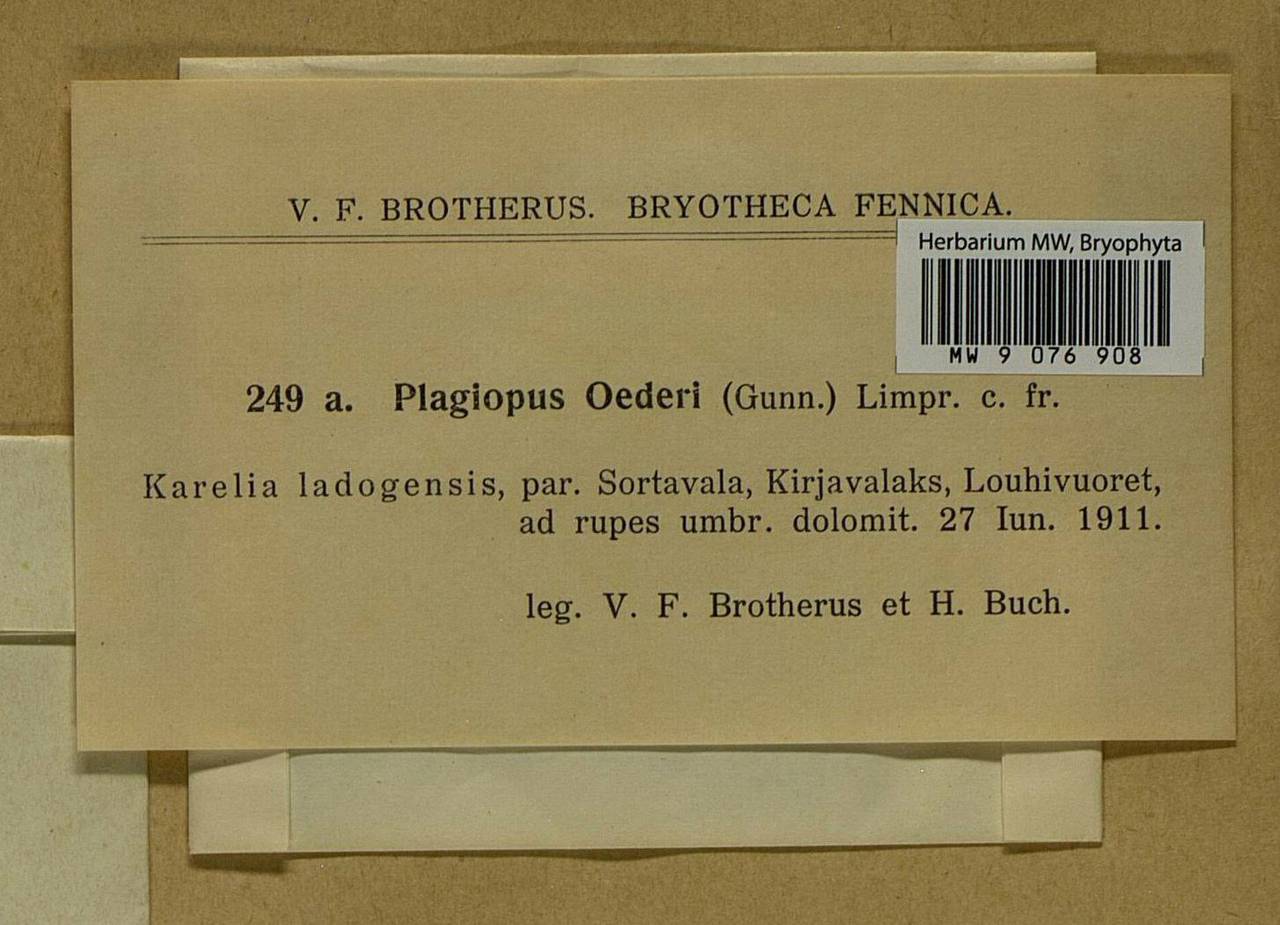 V. F. BROTHERUS. BRYOTHECA FENNICA.
Herbarium MW, Bryophyta
MW 9 076 908
249 a. Plagiopus Oederi (Gunn.) Limpr. c. fr.
Karelia ladogensis, par. Sortavala, Kirjavalaks, Louhivuoret,
ad rupes umbr. dolomit. 27 Iun. 1911.
leg. V. F. Brotherus et H. Buch.